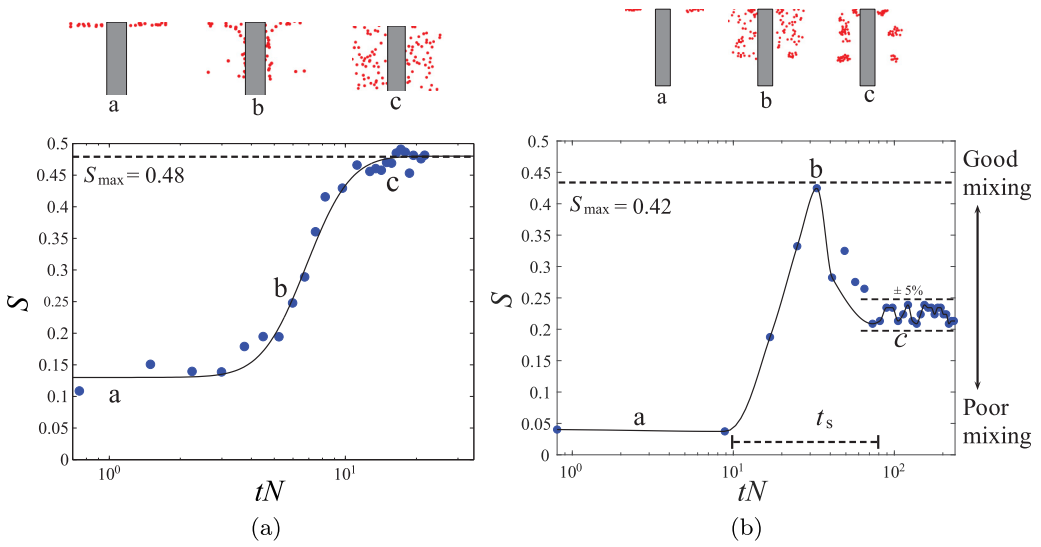 a
b
c
a
b
c
0.5
0.45
0.4
0.35
0.3
0.25
0.2
0.15
0.1
0.05
0
S
S_max = 0.48
a
b
c
10^0
10^1
tN
(a)
0.5
0.45
0.4
0.35
0.3
0.25
0.2
0.15
0.1
0.05
0
S
S_max = 0.42
a
b
± 5%
c
t_s
10^0
10^1
10^2
tN
(b)
Good
mixing
Poor
mixing